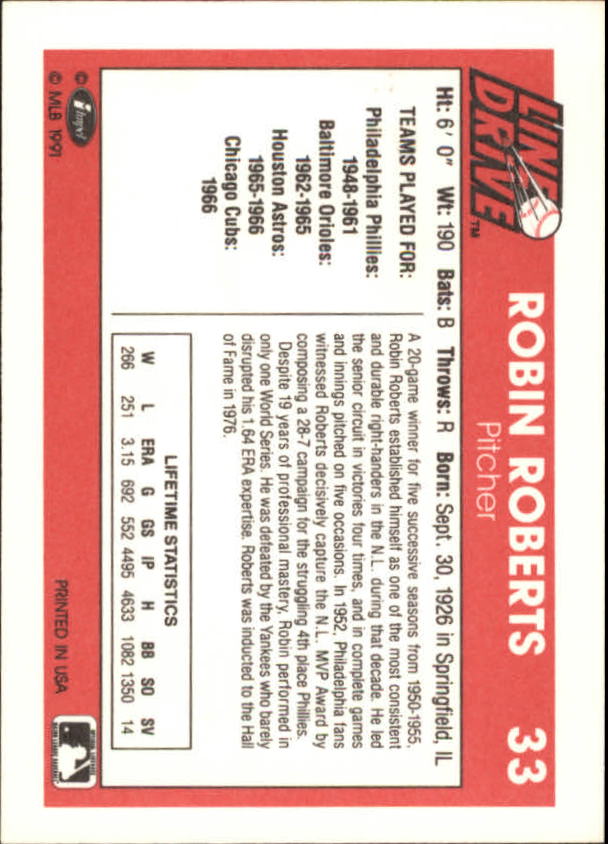 LINE
DRIVE™
ROBIN ROBERTS 33
Pitcher
Ht: 6' 0" Wt: 190 Bats: B Throws: R Born: Sept. 30, 1926 in Springfield, IL
TEAMS PLAYED FOR:
Philadelphia Phillies:
1948-1961
Baltimore Orioles:
1962-1965
Houston Astros:
1965-1966
Chicago Cubs:
1966
A 20-game winner for five successive seasons from 1950-1955,
Robin Roberts established himself as one of the most consistent
and durable right-handers in the N.L. during that decade. He led
the senior circuit in victories four times, and in complete games
and innings pitched on five occasions. In 1952, Philadelphia fans
witnessed Roberts decisively capture the N.L. MVP Award by
composing a 28-7 campaign for the struggling 4th place Phillies.
Despite 19 years of professional mastery, Robin performed in
only one World Series. He was defeated by the Yankees who barely
disrupted his 1.64 ERA expertise. Roberts was inducted to the Hall
of Fame in 1976.
LIFETIME STATISTICS
W L ERA G GS IP H BB SO SV
266 251 3.15 692 552 4495 4633 1082 1350 14
© impel
© MLB 1991
PRINTED IN USA